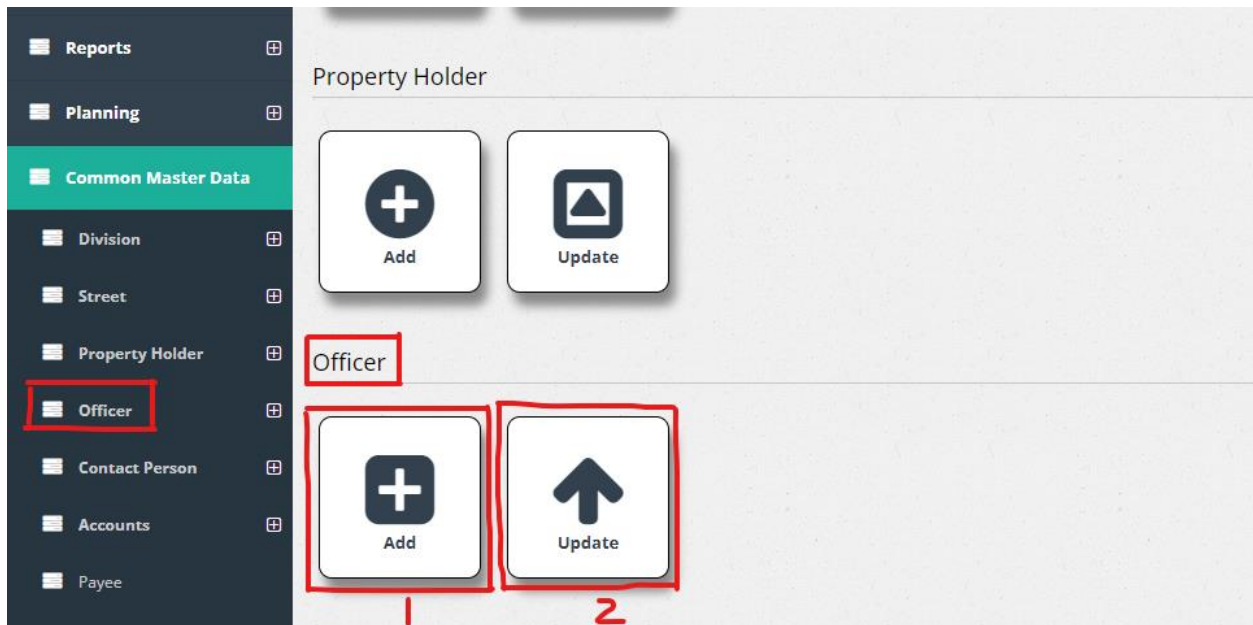 Reports
Planning
Common Master Data
Division
Street
Property Holder
Officer
Contact Person
Accounts
Payee
Property Holder
Add
Update
Officer
Add
Update
1
2